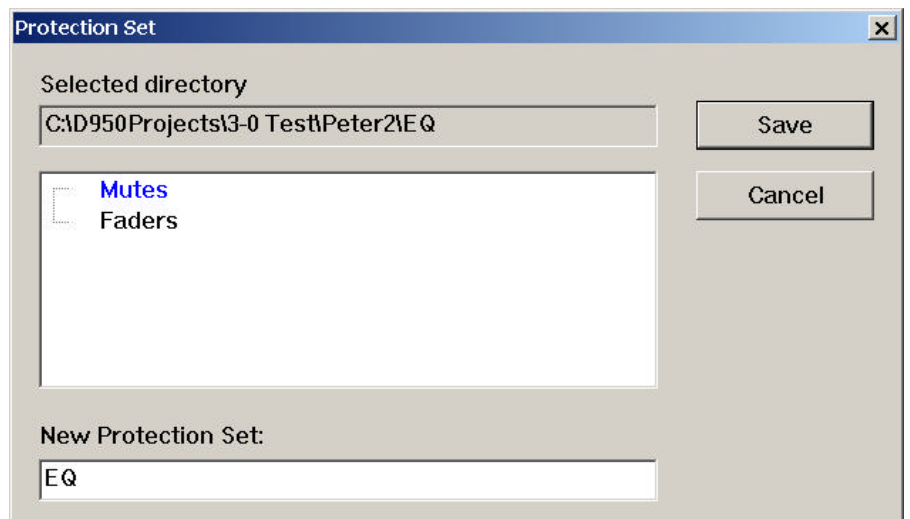 Protection Set
Selected directory
C:\D950Projects\3-0 Test\Peter2\EQ
Save
Mutes
Cancel
Faders
New Protection Set:
EQ